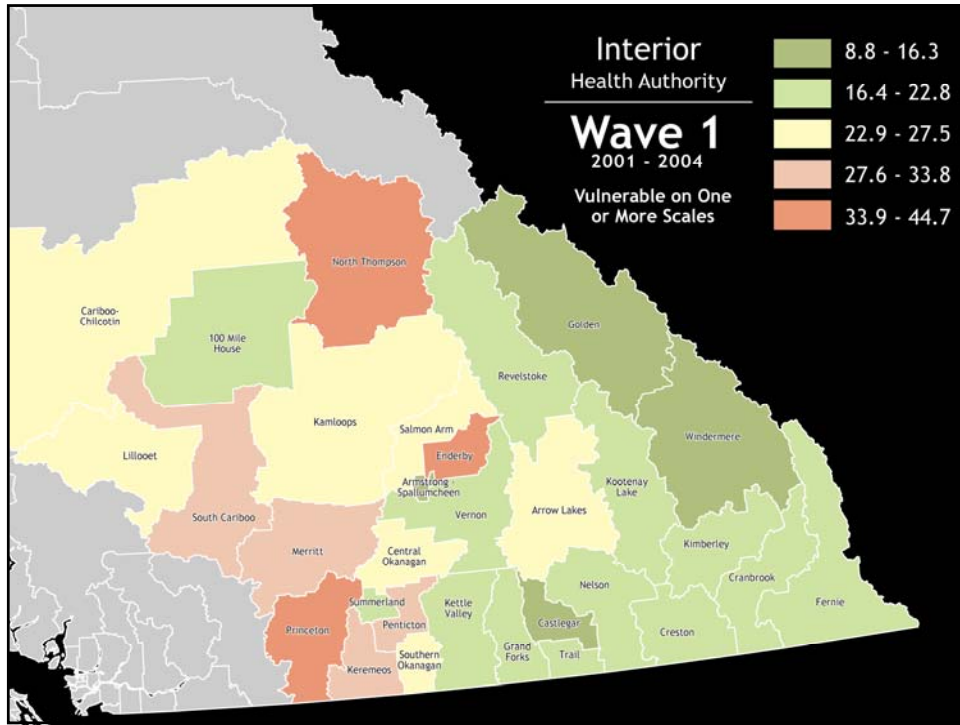 Interior
Health Authority
Wave 1
2001 - 2004
Vulnerable on One
or More Scales
8.8 - 16.3
16.4 - 22.8
22.9 - 27.5
27.6 - 33.8
33.9 - 44.7
North Thompson
Cariboo-
Chilcotin
100 Mile
House
Golden
Revelstoke
Kamloops
Salmon Arm
Windermere
Lillooet
Enderby
Armstrong -
Spallumcheen
Kootenay
Lake
Vernon
Arrow Lakes
South Cariboo
Merritt
Central
Okanagan
Kimberley
Cranbrook
Nelson
Fernie
Summerland
Kettle
Valley
Princeton
Penticton
Castlegar
Creston
Keremeos
Southern
Okanagan
Grand
Forks
Trail